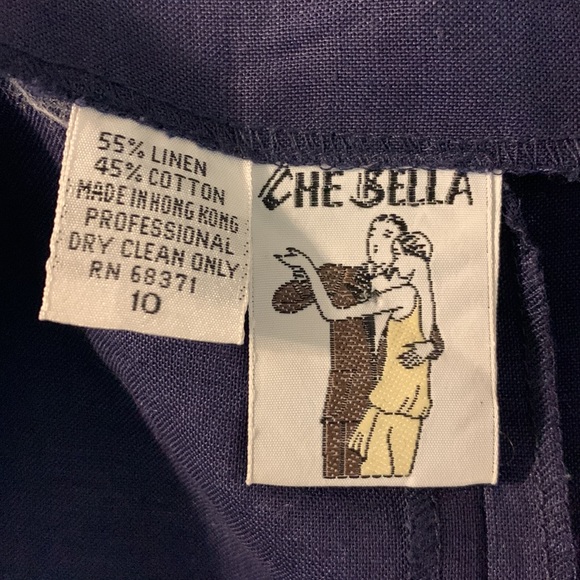 55% LINEN
45% COTTON
MADE IN HONG KONG
PROFESSIONAL
DRY CLEAN ONLY
RN 68371
10
CHE BELLA